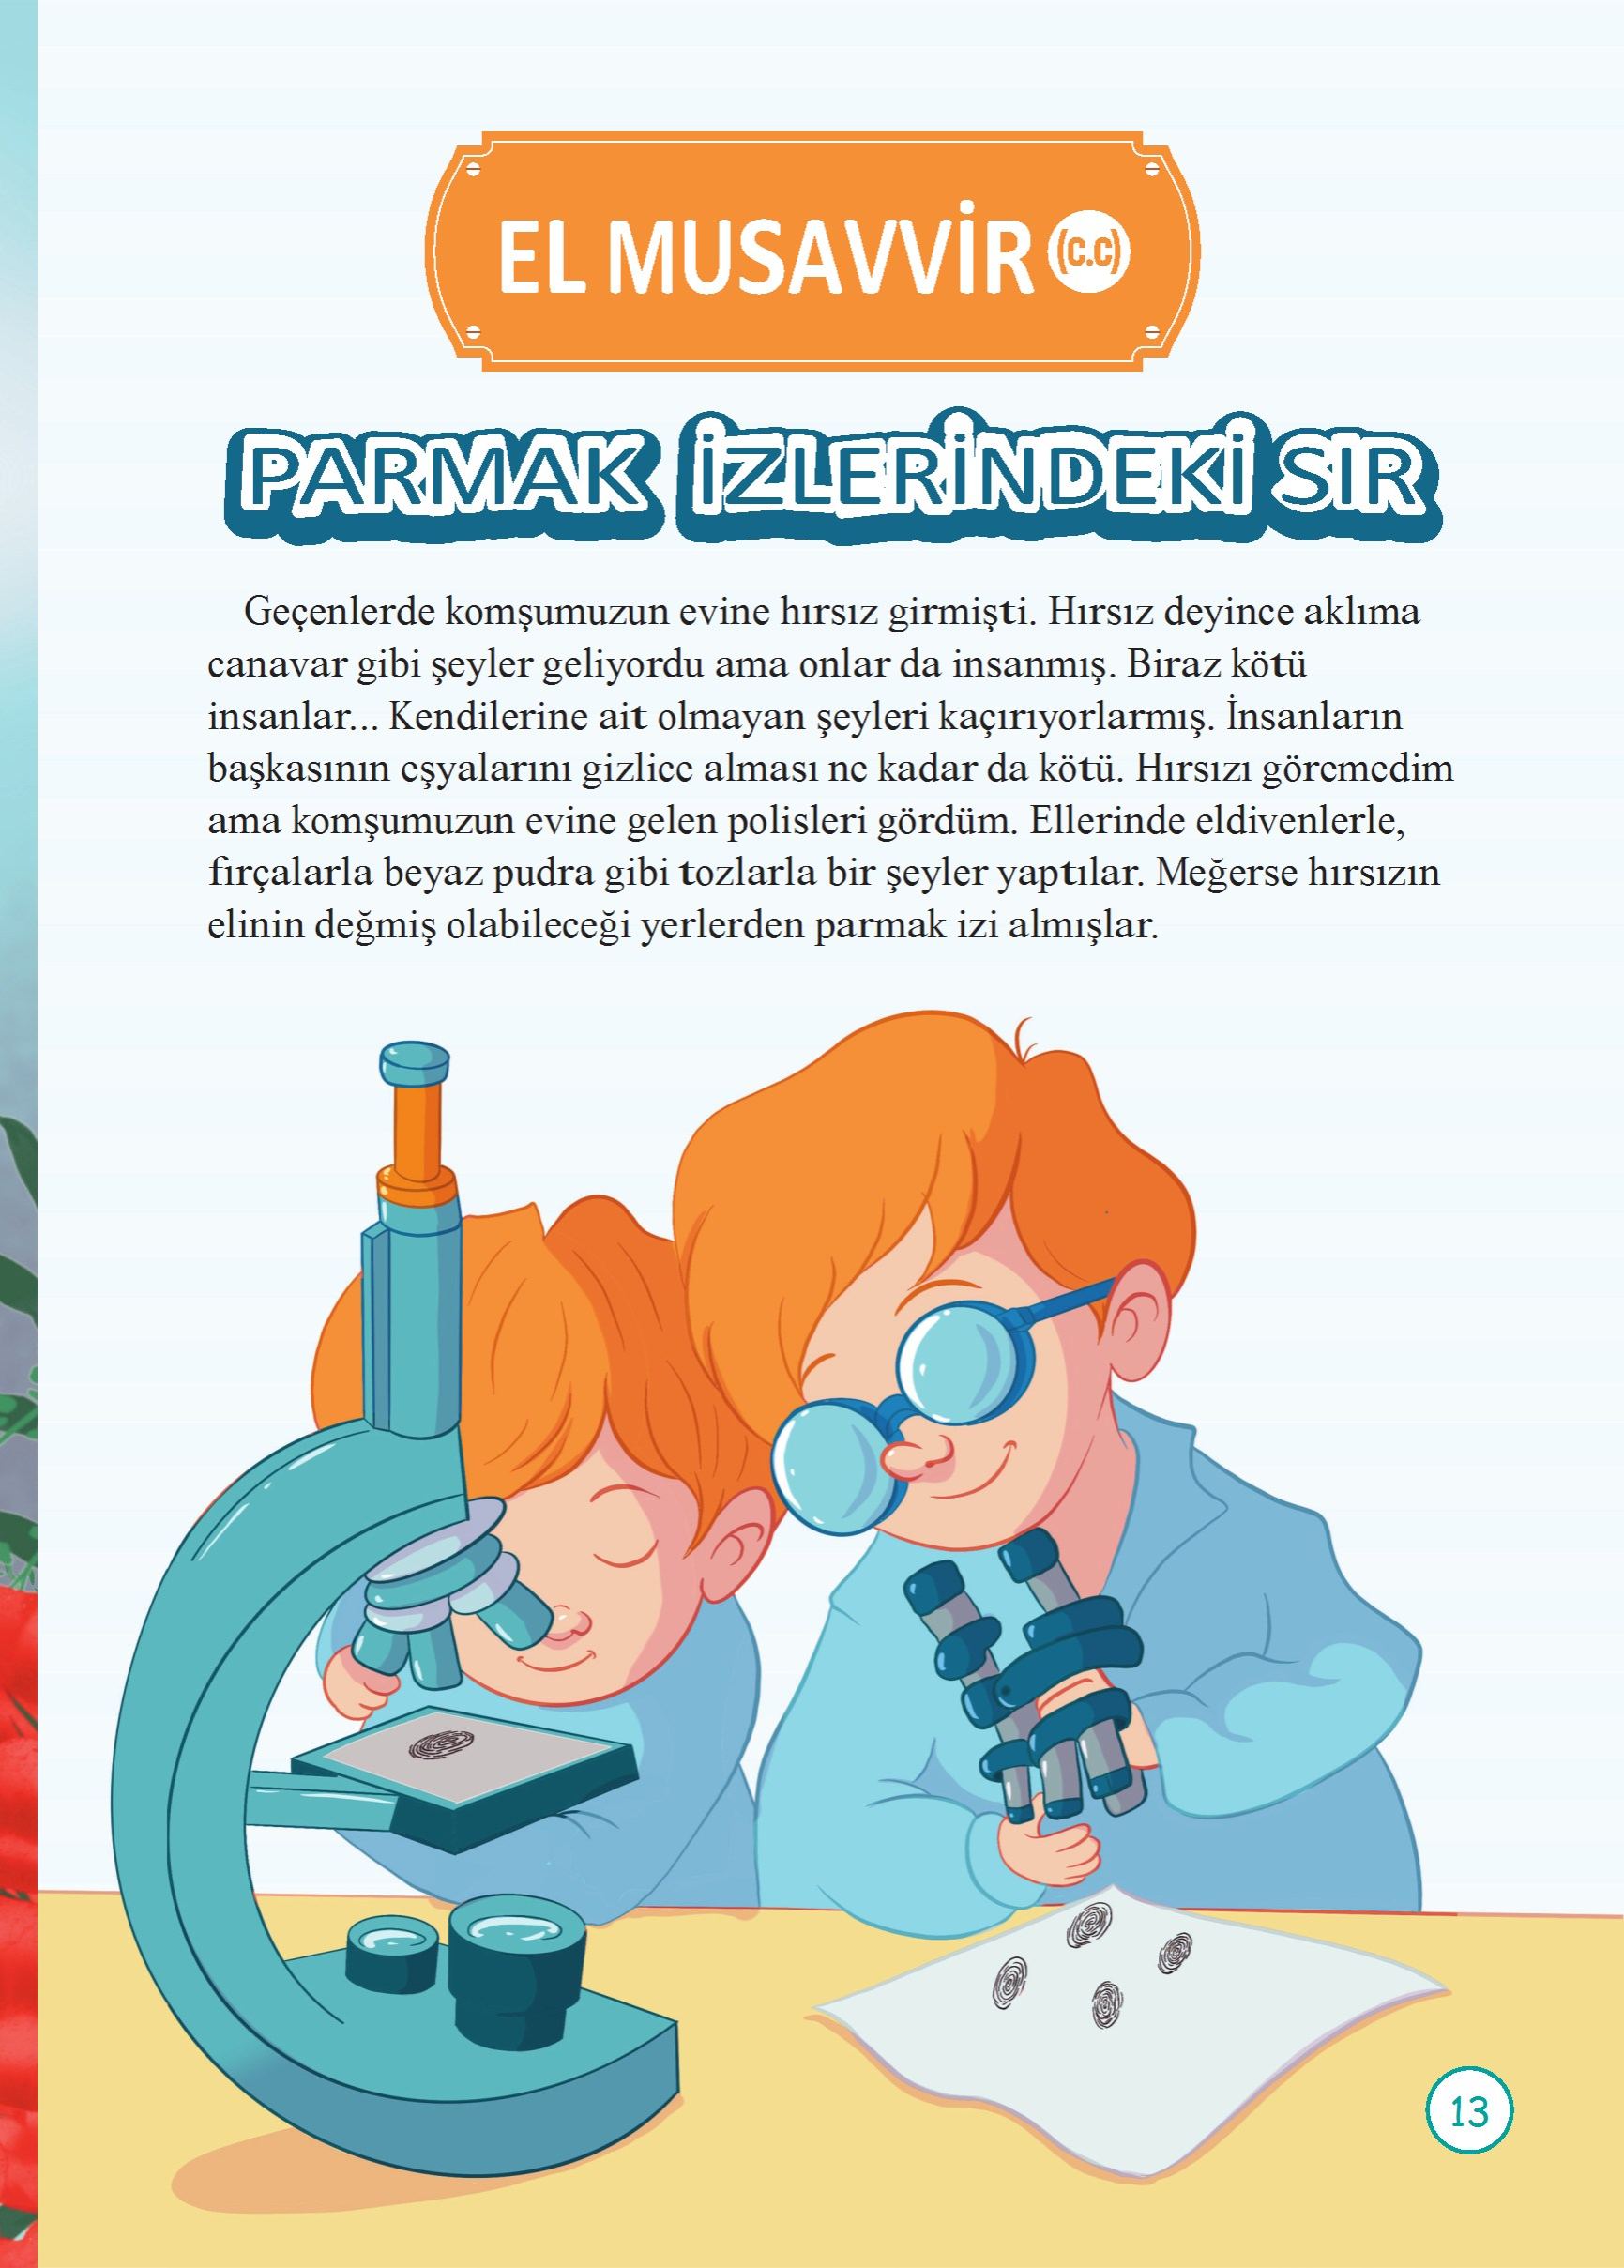 EL MUSAVVİR (C.C)
PARMAK İZLERİNDEKİ SIR
Geçenlerde komşumuzun evine hırsız girmişti. Hırsız deyince aklıma
canavar gibi şeyler geliyordu ama onlar da insanmış. Biraz kötü
insanlar... Kendilerine ait olmayan şeyleri kaçırıyorlarmış. İnsanların
başkasının eşyalarını gizlice alması ne kadar da kötü. Hırsızı göremedim
ama komşumuzun evine gelen polisleri gördüm. Ellerinde eldivenlerle,
fırçalarla beyaz pudra gibi tozlarla bir şeyler yaptılar. Meğerse hırsızın
elinin değmiş olabileceği yerlerden parmak izi almışlar.
13